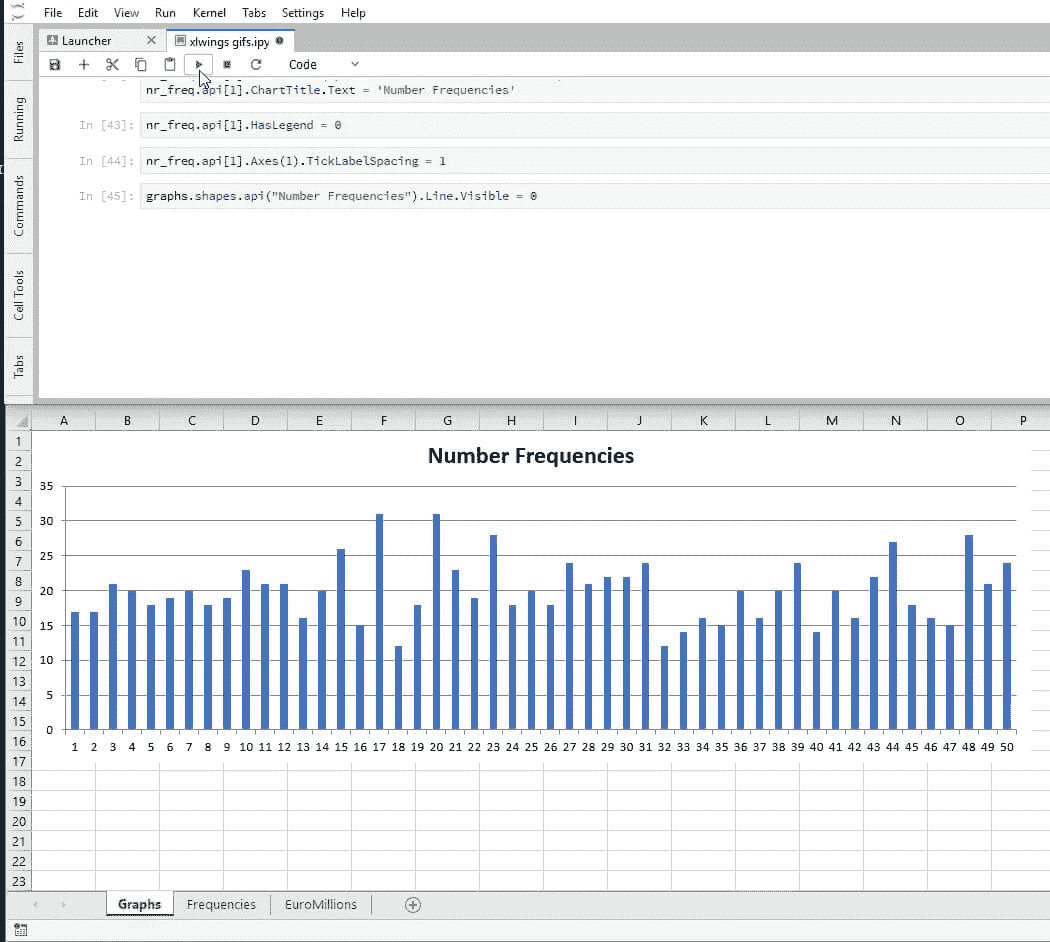 File Edit View Run Kernel Tabs Settings Help
Launcher xlwings gifs.ipy
Code
Files
Running
Commands
Cell Tools
Tabs
nr_freq.api[1].ChartTitle.Text = 'Number Frequencies'
In [43]: nr_freq.api[1].HasLegend = 0
In [44]: nr_freq.api[1].Axes(1).TickLabelSpacing = 1
In [45]: graphs.shapes.api("Number Frequencies").Line.Visible = 0
A B C D E F G H I J K L M N O P
1
2
3
4
5
6
7
8
9
10
11
12
13
14
15
16
17
18
19
20
21
22
23
Number Frequencies
35
30
25
20
15
10
5
0
1 2 3 4 5 6 7 8 9 10 11 12 13 14 15 16 17 18 19 20 21 22 23 24 25 26 27 28 29 30 31 32 33 34 35 36 37 38 39 40 41 42 43 44 45 46 47 48 49 50
Graphs Frequencies EuroMillions